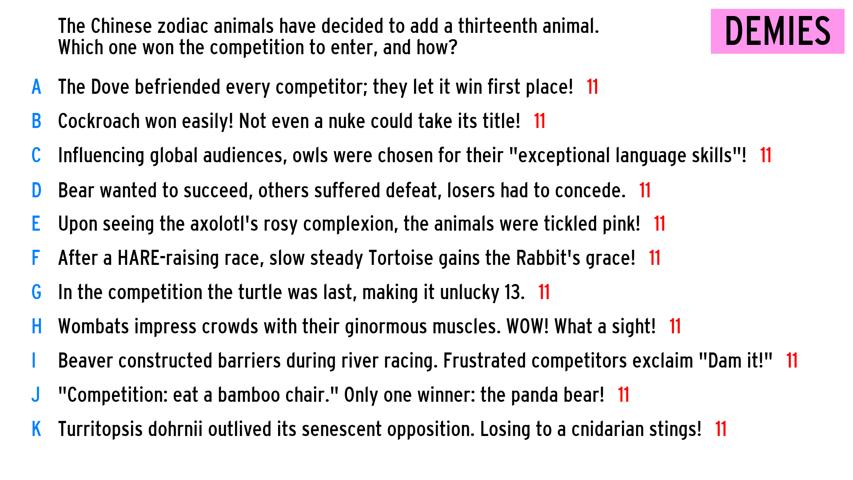 The Chinese zodiac animals have decided to add a thirteenth animal.
Which one won the competition to enter, and how?
DEMIES
A The Dove befriended every competitor; they let it win first place! 11
B Cockroach won easily! Not even a nuke could take its title! 11
C Influencing global audiences, owls were chosen for their "exceptional language skills"! 11
D Bear wanted to succeed, others suffered defeat, losers had to concede. 11
E Upon seeing the axolotl's rosy complexion, the animals were tickled pink! 11
F After a HARE-raising race, slow steady Tortoise gains the Rabbit's grace! 11
G In the competition the turtle was last, making it unlucky 13. 11
H Wombats impress crowds with their ginormous muscles. WOW! What a sight! 11
I Beaver constructed barriers during river racing. Frustrated competitors exclaim "Dam it!" 11
J "Competition: eat a bamboo chair." Only one winner: the panda bear! 11
K Turritopsis dohrnii outlived its senescent opposition. Losing to a cnidarian stings! 11